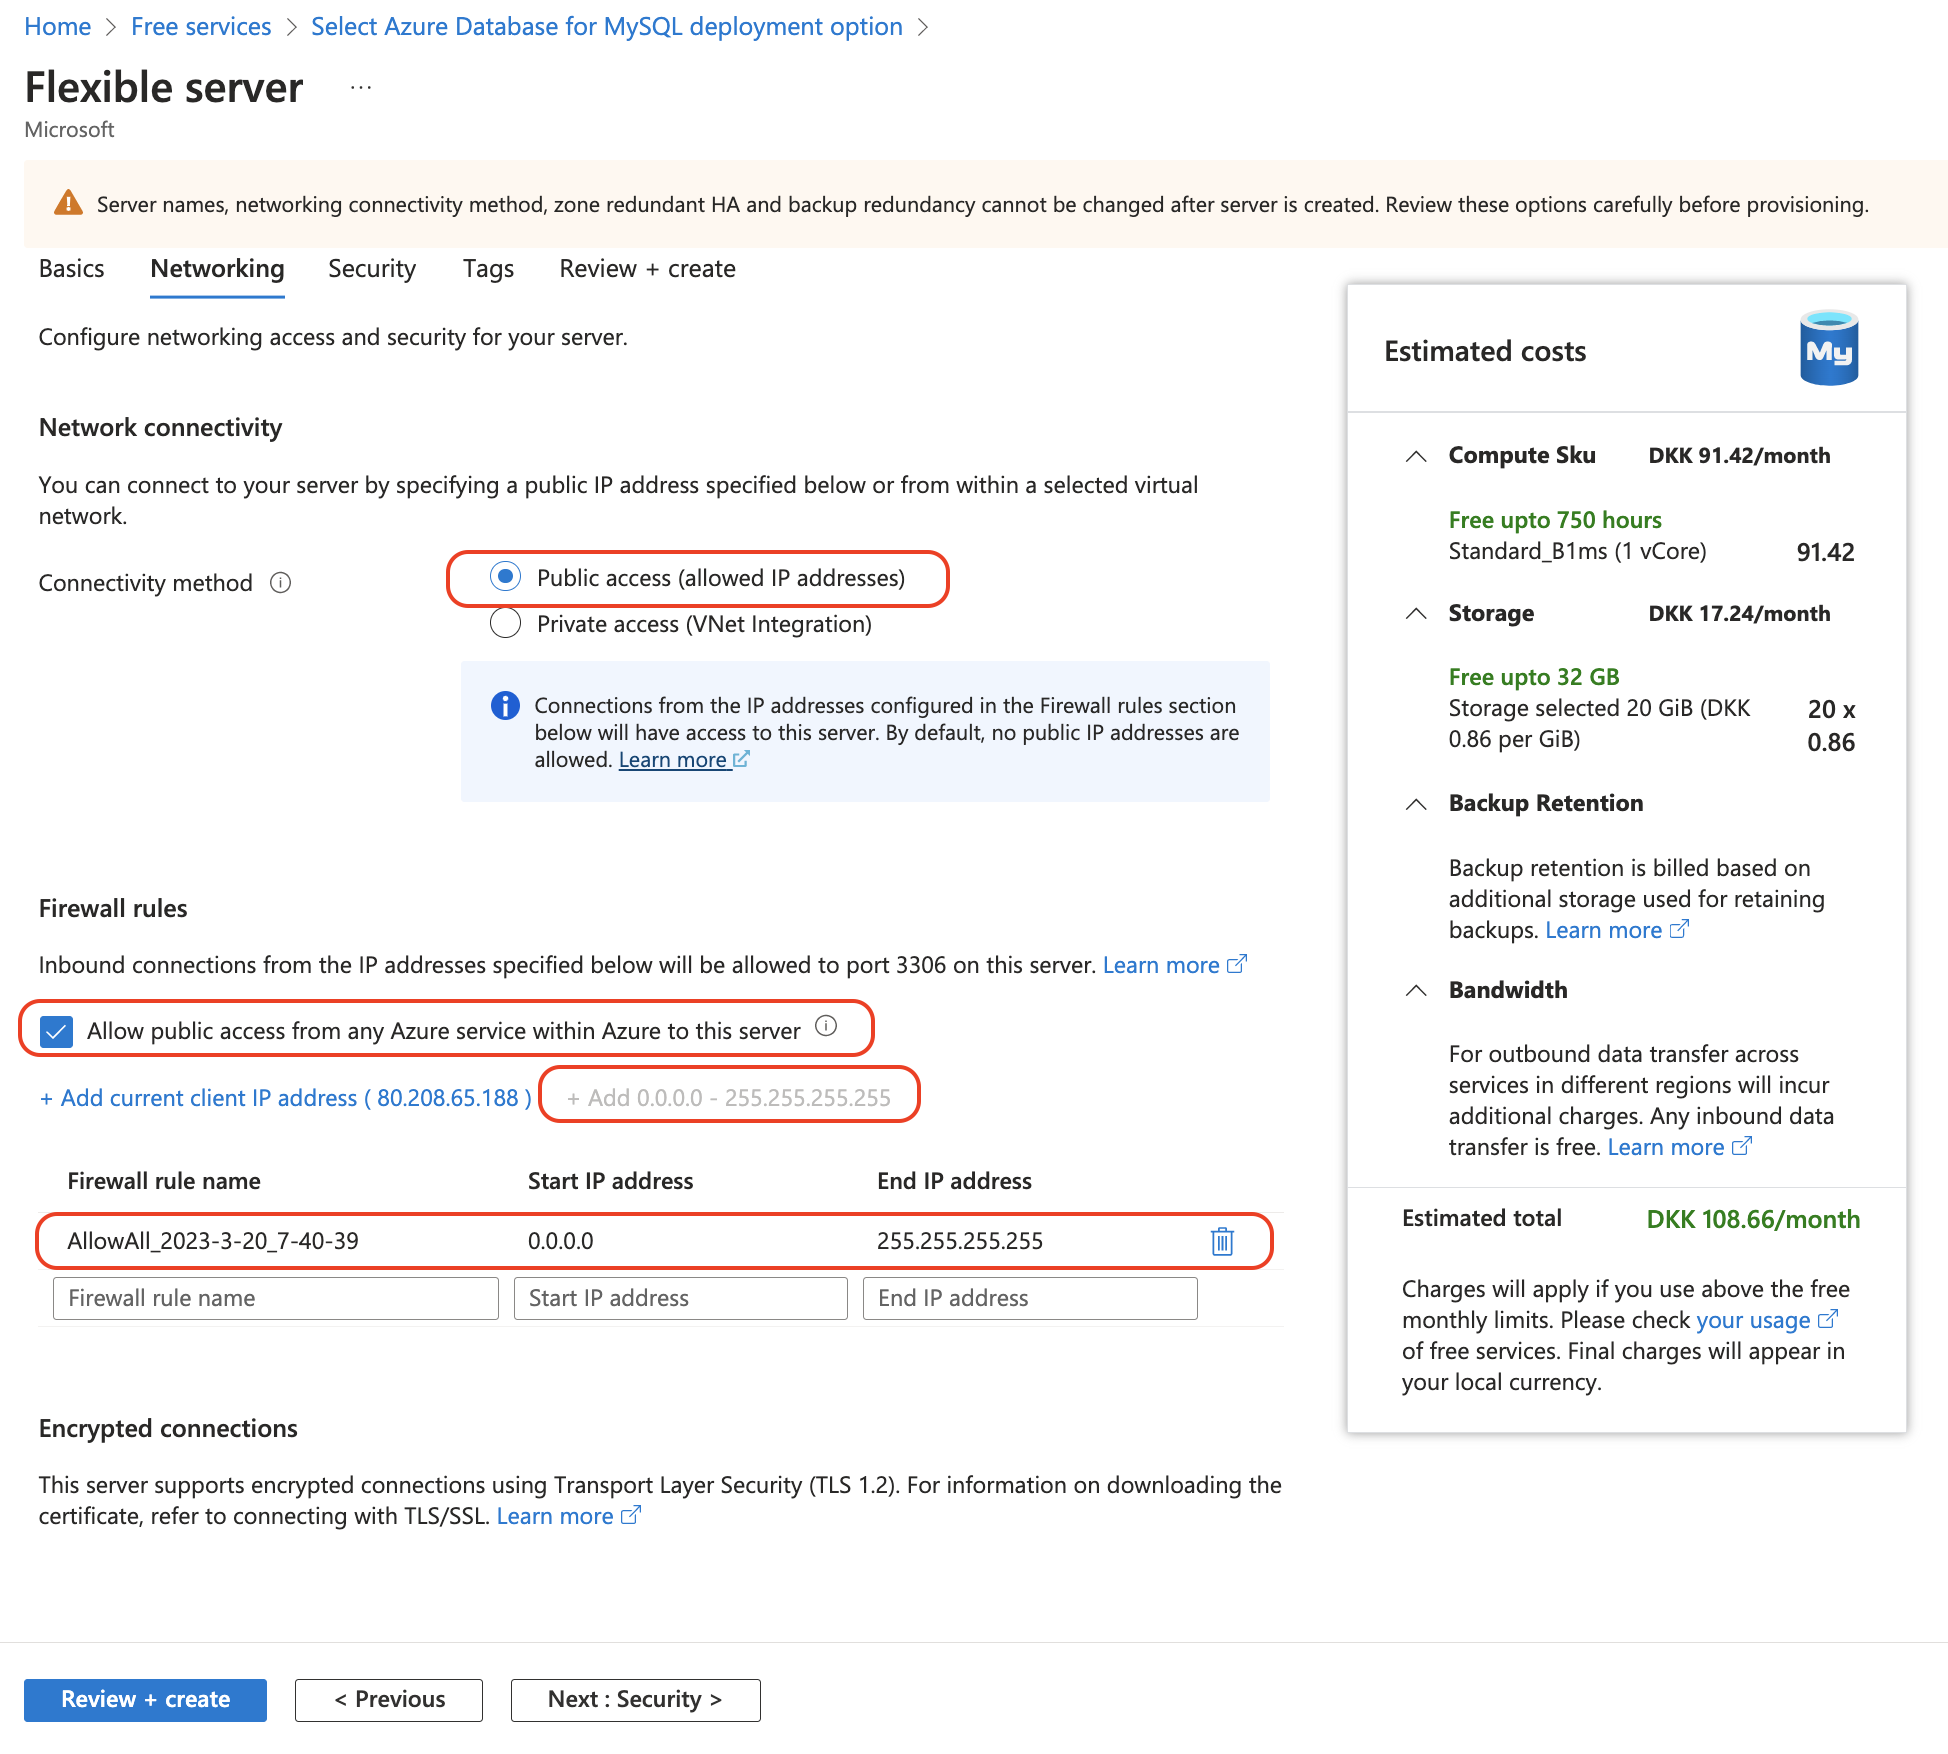 Home > Free services > Select Azure Database for MySQL deployment option >
Flexible server ...
Microsoft
Server names, networking connectivity method, zone redundant HA and backup redundancy cannot be changed after server is created. Review these options carefully before provisioning.
Basics Networking Security Tags Review + create
Configure networking access and security for your server.
Network connectivity
You can connect to your server by specifying a public IP address specified below or from within a selected virtual
network.
Connectivity method
Public access (allowed IP addresses)
Private access (VNet Integration)
Connections from the IP addresses configured in the Firewall rules section
below will have access to this server. By default, no public IP addresses are
allowed. Learn more
Firewall rules
Inbound connections from the IP addresses specified below will be allowed to port 3306 on this server. Learn more
Allow public access from any Azure service within Azure to this server
+ Add current client IP address ( 80.208.65.188 ) + Add 0.0.0.0 - 255.255.255.255
Firewall rule name Start IP address End IP address
AllowAll_2023-3-20_7-40-39 0.0.0.0 255.255.255.255
Firewall rule name Start IP address End IP address
Encrypted connections
This server supports encrypted connections using Transport Layer Security (TLS 1.2). For information on downloading the
certificate, refer to connecting with TLS/SSL. Learn more
Review + create < Previous Next : Security >
Estimated costs
My
Compute Sku DKK 91.42/month
Free upto 750 hours
Standard_B1ms (1 vCore) 91.42
Storage DKK 17.24/month
Free upto 32 GB
Storage selected 20 GiB (DKK 20 x
0.86 per GiB) 0.86
Backup Retention
Backup retention is billed based on
additional storage used for retaining
backups. Learn more
Bandwidth
For outbound data transfer across
services in different regions will incur
additional charges. Any inbound data
transfer is free. Learn more
Estimated total DKK 108.66/month
Charges will apply if you use above the free
monthly limits. Please check your usage
of free services. Final charges will appear in
your local currency.